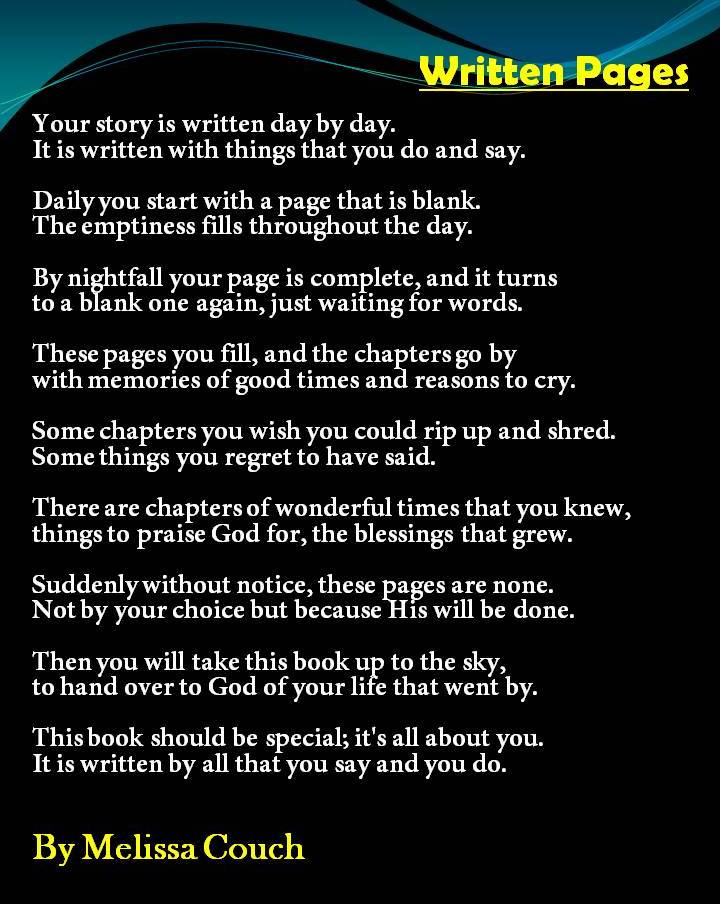 Written Pages
Your story is written day by day.
It is written with things that you do and say.
Daily you start with a page that is blank.
The emptiness fills throughout the day.
By nightfall your page is complete, and it turns
to a blank one again, just waiting for words.
These pages you fill, and the chapters go by
with memories of good times and reasons to cry.
Some chapters you wish you could rip up and shred.
Some things you regret to have said.
There are chapters of wonderful times that you knew,
things to praise God for, the blessings that grew.
Suddenly without notice, these pages are none.
Not by your choice but because His will be done.
Then you will take this book up to the sky,
to hand over to God of your life that went by.
This book should be special; it's all about you.
It is written by all that you say and you do.
By Melissa Couch